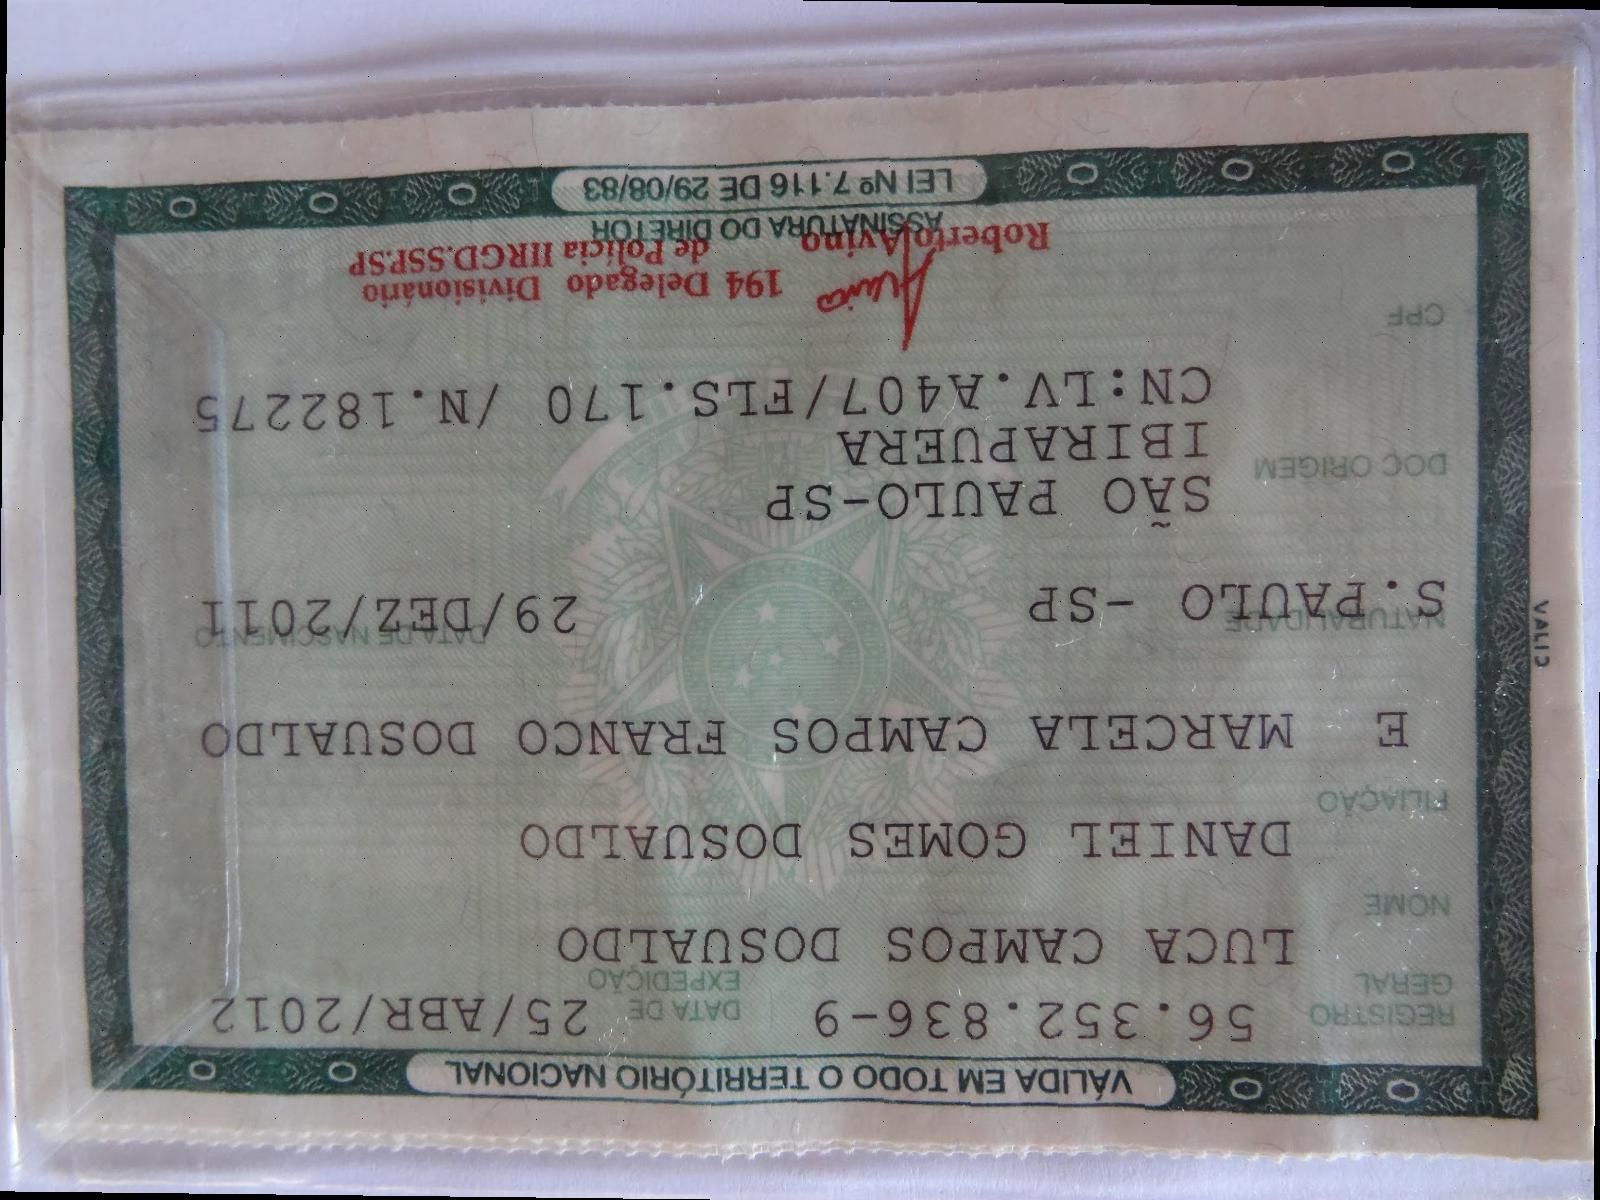 VÁLIDA EM TODO O TERRITÓRIO NACIONAL
REGISTRO GERAL 56.352.836-9 DATA DE EXPEDIÇÃO 25/ABR/2012
NOME LUCA CAMPOS DOSUALDO
DANIEL GOMES DOSUALDO
FILIAÇÃO
E MARCELA CAMPOS FRANCO DOSUALDO
NATURALIDADE DATA DE NASCIMENTO
S.PAULO -SP 29/DEZ/2011
SÃO PAULO-SP
DOC ORIGEM
IBIRAPUERA
CN:LV.A407/FLS.170 /N.182275
CPF
194 Delegado Divisionário
Roberto Avino de Polícia IIRGD.SSP.SP
ASSINATURA DO DIRETOR
LEI Nº 7.116 DE 29/08/83
VALID